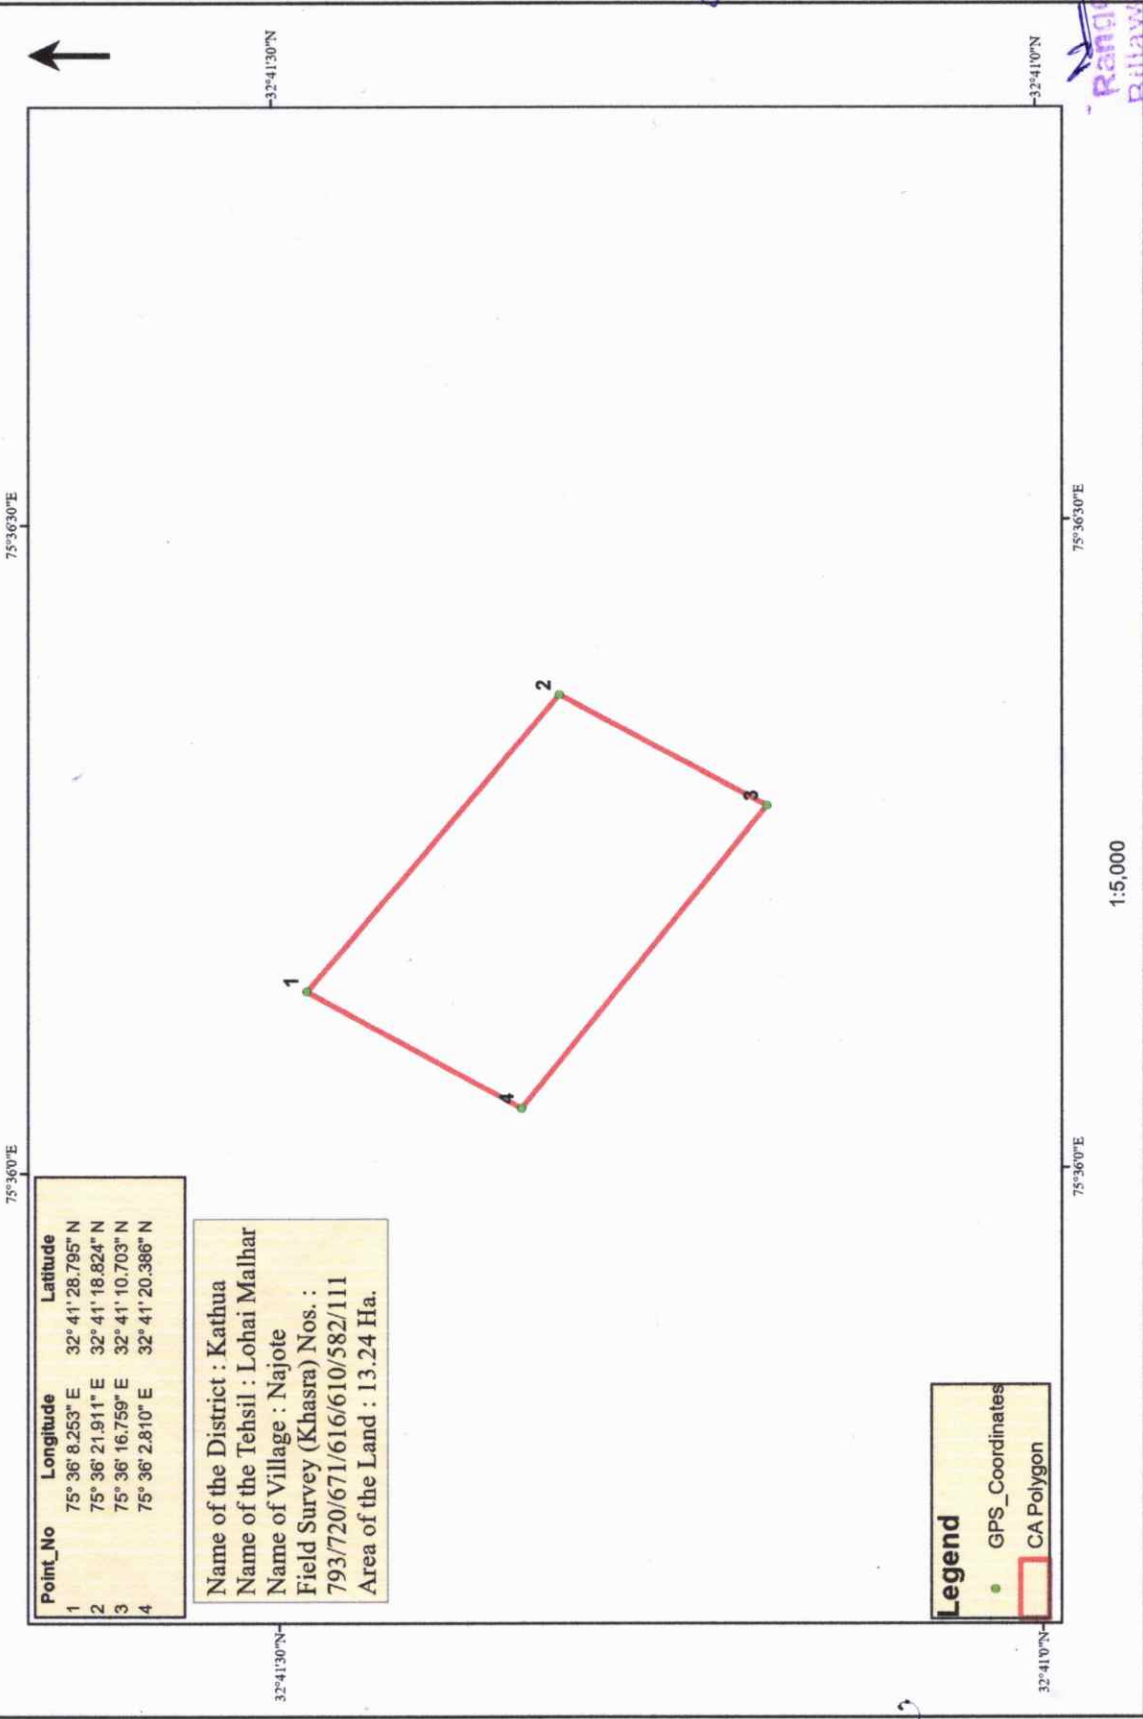 75°36'0"E
75°36'30"E
Point_No Longitude Latitude
1 75° 36' 8.253" E 32° 41' 28.795" N
2 75° 36' 21.911" E 32° 41' 18.824" N
3 75° 36' 16.759" E 32° 41' 10.703" N
4 75° 36' 2.810" E 32° 41' 20.386" N
Name of the District : Kathua
Name of the Tehsil : Lohai Malhar
Name of Village : Najote
Field Survey (Khasra) Nos. :
793/720/671/616/610/582/111
Area of the Land : 13.24 Ha.
32°41'30"N
32°41'30"N
1
2
3
4
Legend
GPS_Coordinates
CA Polygon
32°41'0"N
32°41'0"N
75°36'0"E
75°36'30"E
1:5,000